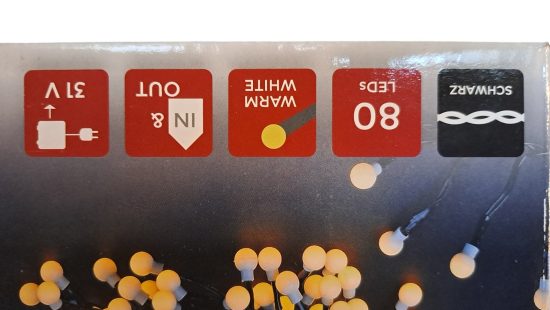 SCHWARZ
80
LEDs
WARM
WHITE
IN &
OUT
31 V